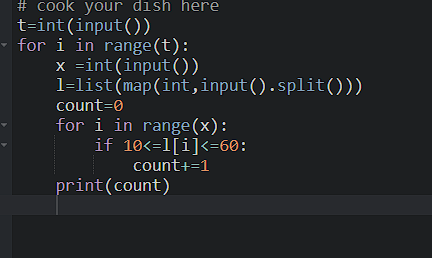 # cook your dish here
t=int(input())
for i in range(t):
    x =int(input())
    l=list(map(int,input().split()))
    count=0
    for i in range(x):
        if 10<=l[i]<=60:
            count+=1
    print(count)